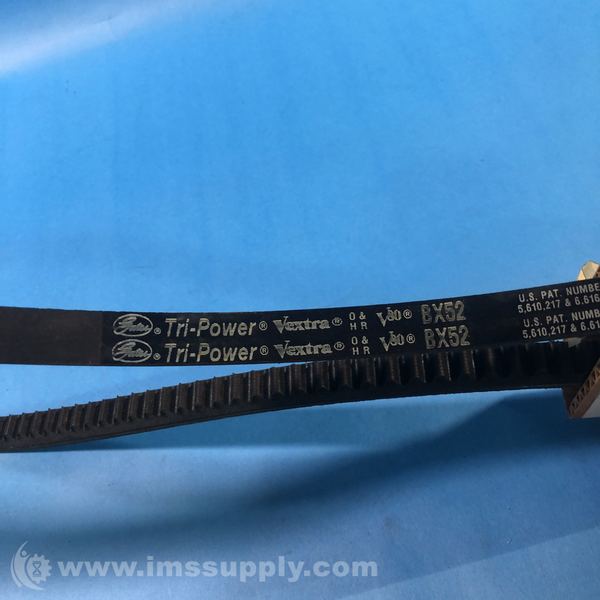 Gates® Tri-Power® Vextra® O & HR V80® BX52
Gates® Tri-Power® Vextra® O & HR V80® BX52
U.S. PAT. NUMBE
5,610,217 & 6,616
U.S. PAT. NUMBE
5,610,217 & 6,61
www.imssupply.com